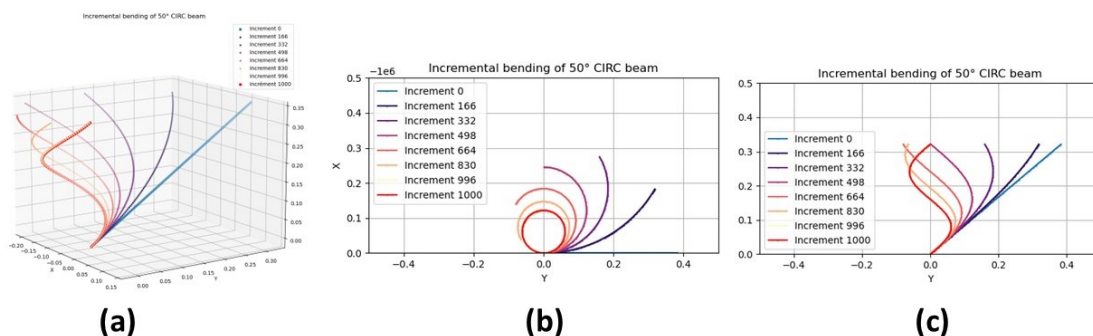 Incremental bending of 50° CIRC beam
Increment 0
Increment 166
Increment 332
Increment 498
Increment 664
Increment 830
Increment 996
Increment 1000
0.35
0.30
0.25
0.20
0.15
0.10
0.05
0.00
-0.20
-0.15
-0.10
-0.05
0.00
0.05
0.10
0.15
X
0.00
0.05
0.10
0.15
0.20
0.25
0.30
Y
(a)
−1e6
Incremental bending of 50° CIRC beam
0.5
0.4
0.3
0.2
0.1
0.0
X
Increment 0
Increment 166
Increment 332
Increment 498
Increment 664
Increment 830
Increment 996
Increment 1000
−0.4 −0.2 0.0 0.2 0.4
Y
(b)
Incremental bending of 50° CIRC beam
0.5
0.4
0.3
0.2
0.1
0.0
Increment 0
Increment 166
Increment 332
Increment 498
Increment 664
Increment 830
Increment 996
Increment 1000
−0.4 −0.2 0.0 0.2 0.4
Y
(c)